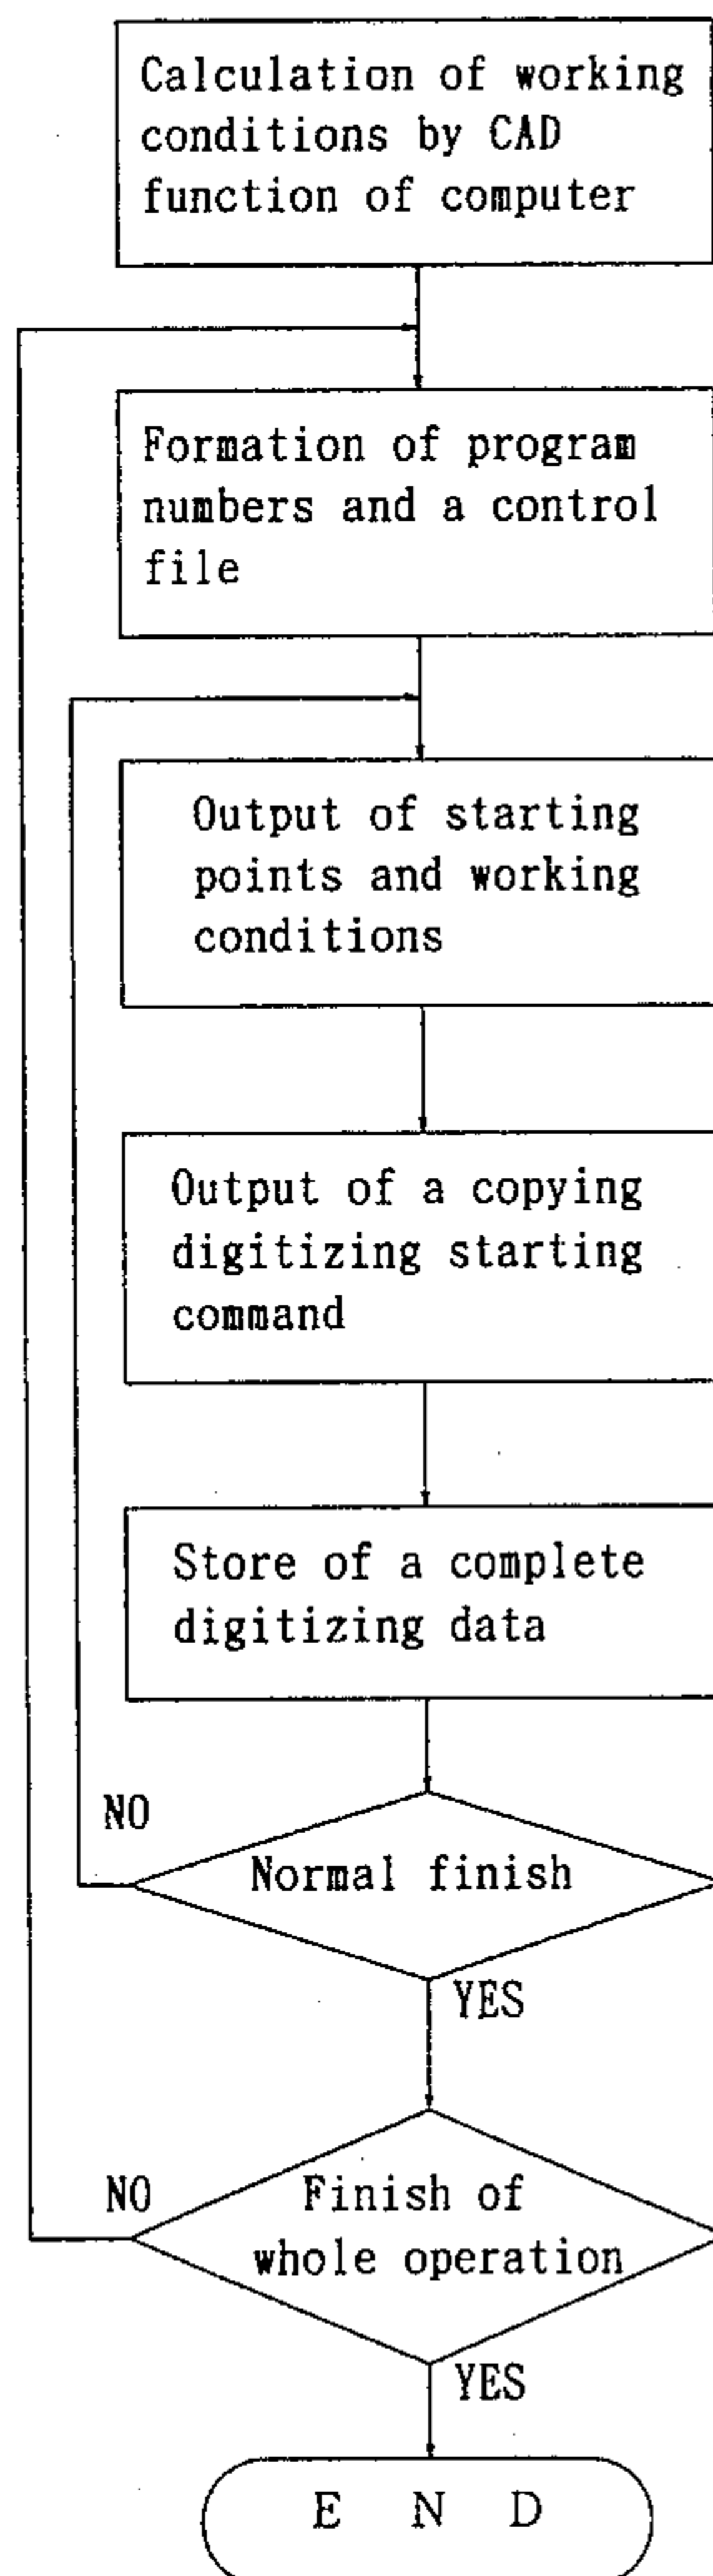 Calculation of working
conditions by CAD
function of computer
Formation of program
numbers and a control
file
Output of starting
points and working
conditions
Output of a copying
digitizing starting
command
Store of a complete
digitizing data
NO
Normal finish
YES
NO
Finish of
whole operation
YES
E N D